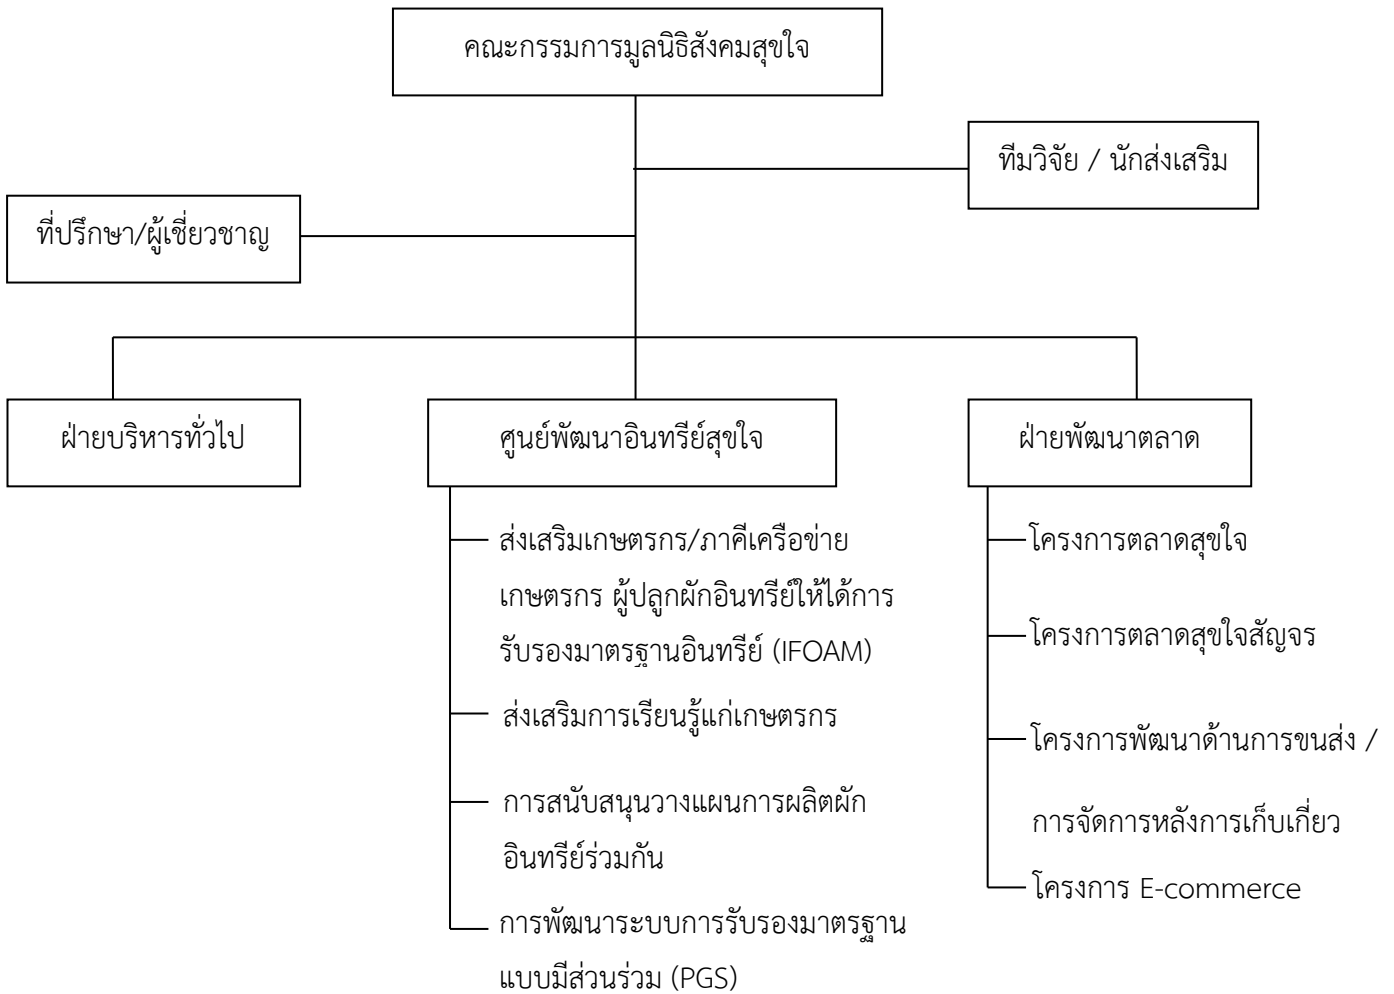 คณะกรรมการมูลนิธิสังคมสุขใจ
ทีมวิจัย / นักส่งเสริม
ที่ปรึกษา/ผู้เชี่ยวชาญ
ฝ่ายบริหารทั่วไป
ศูนย์พัฒนาอินทรีย์สุขใจ
ส่งเสริมเกษตรกร/ภาคีเครือข่าย
เกษตรกร ผู้ปลูกผักอินทรีย์ให้ได้การ
รับรองมาตรฐานอินทรีย์ (IFOAM)
ส่งเสริมการเรียนรู้แก่เกษตรกร
การสนับสนุนวางแผนการผลิตผัก
อินทรีย์ร่วมกัน
การพัฒนาระบบการรับรองมาตรฐาน
แบบมีส่วนร่วม (PGS)
ฝ่ายพัฒนาตลาด
โครงการตลาดสุขใจ
โครงการตลาดสุขใจสัญจร
โครงการพัฒนาด้านการขนส่ง /
การจัดการหลังการเก็บเกี่ยว
โครงการ E-commerce